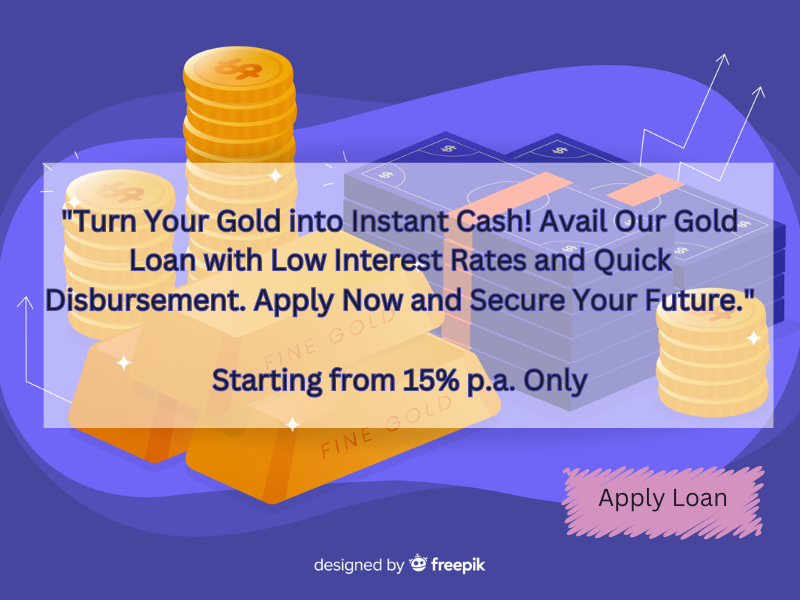 "Turn Your Gold into Instant Cash! Avail Our Gold
Loan with Low Interest Rates and Quick
Disbursement. Apply Now and Secure Your Future."
FINE GOLD
Starting from 15% p.a. Only
FINE GOLD
Apply Loan
designed by freepik